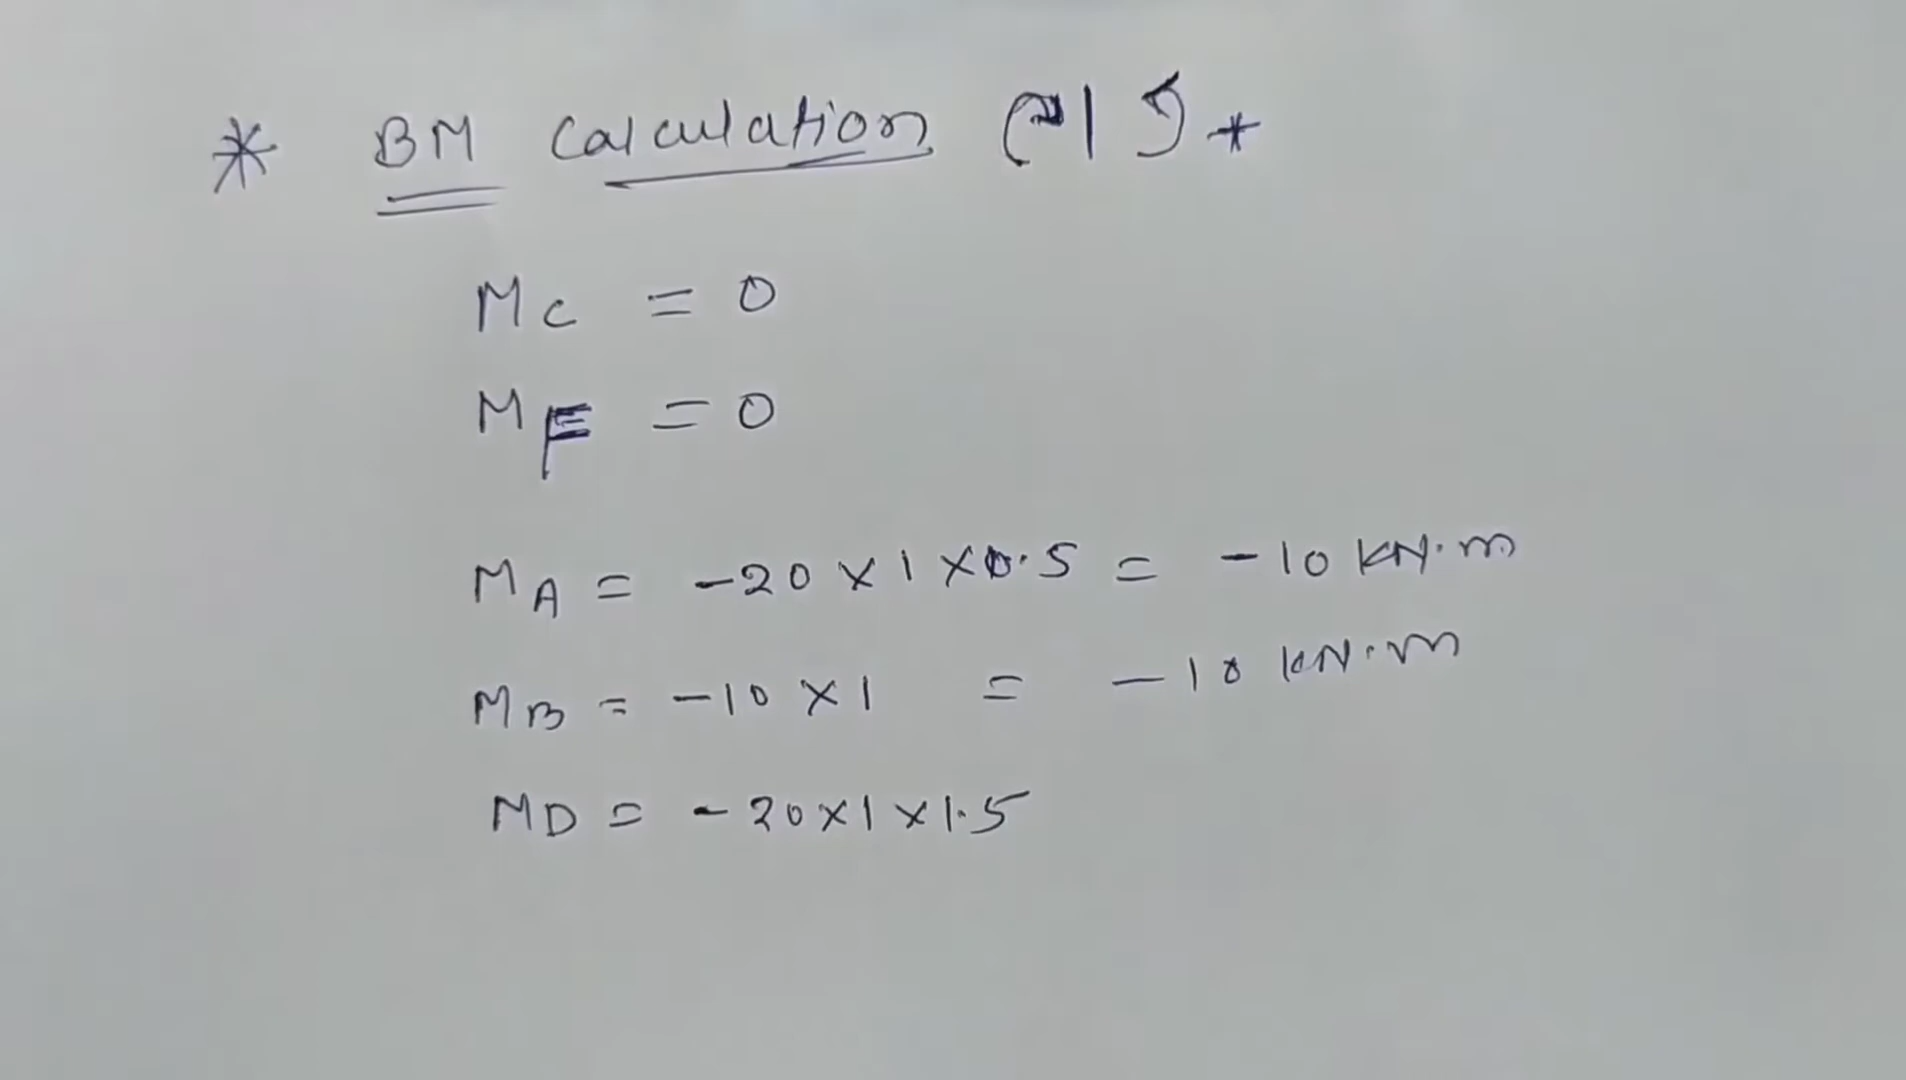 * BM Calculation (↷|↶)+
MC = 0
MF = 0
MA = -20 × 1 × 0.5 = -10 KN.m
MB = -10 × 1 = -10 kN.m
MD = -20×1×1.5